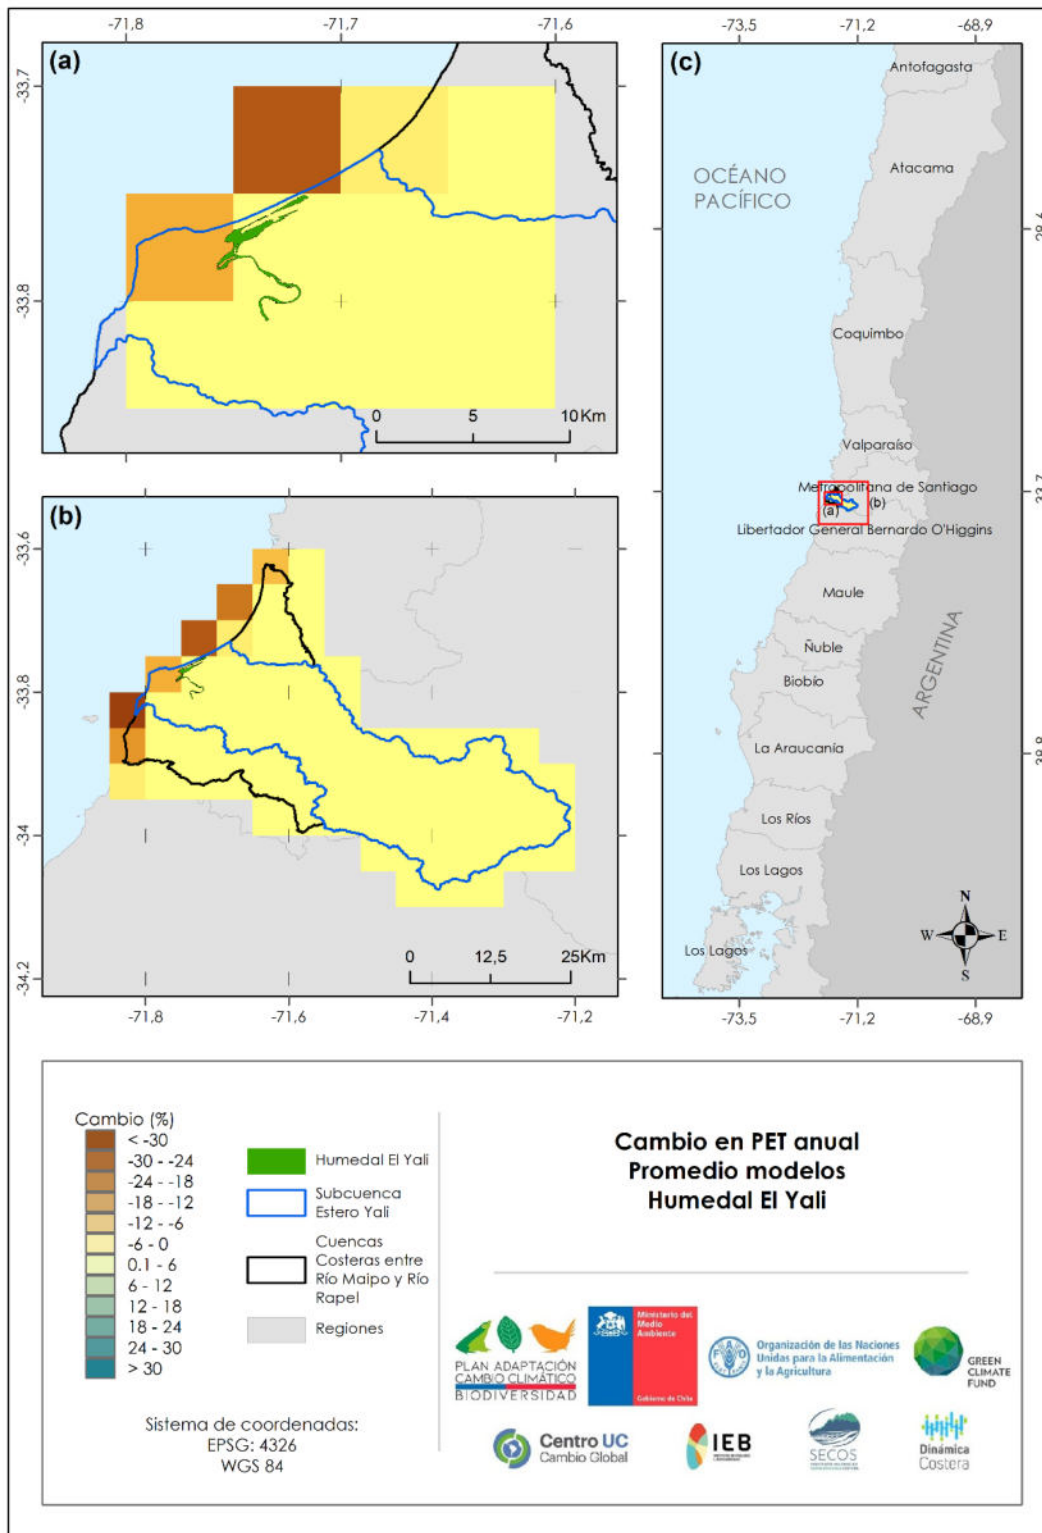 -71,8 -71,7 -71,6
(a)
-33,7
-33,8
0 5 10 Km
(b)
-33,6
-33,8
-34
-34,2
0 12,5 25 Km
-71,8 -71,6 -71,4 -71,2
-73,5 -71,2 -68,9
(c)
Antofagasta
Atacama
OCÉANO
PACÍFICO
Coquimbo
Valparaíso
Metropolitana de Santiago
(a) (b)
Libertador General Bernardo O'Higgins
Maule
Ñuble
Biobío
ARGENTINA
La Araucanía
Los Ríos
Los Lagos
Los Lagos
N
W E
S
-73,5 -71,2 -68,9
Cambio (%)
< -30
-30 - -24
-24 - -18
-18 - -12
-12 - -6
-6 - 0
0.1 - 6
6 - 12
12 - 18
18 - 24
24 - 30
> 30
Humedal El Yali
Subcuenca
Estero Yali
Cuencas
Costeras entre
Río Maipo y Río
Rapel
Regiones
Sistema de coordenadas:
EPSG: 4326
WGS 84
Cambio en PET anual
Promedio modelos
Humedal El Yali
PLAN ADAPTACIÓN
CAMBIO CLIMÁTICO
BIODIVERSIDAD
Ministerio del
Medio
Ambiente
Gobierno de Chile
FAO
Organización de las Naciones
Unidas para la Alimentación
y la Agricultura
GREEN
CLIMATE
FUND
Centro UC
Cambio Global
IEB
SECOS
Dinámica
Costera